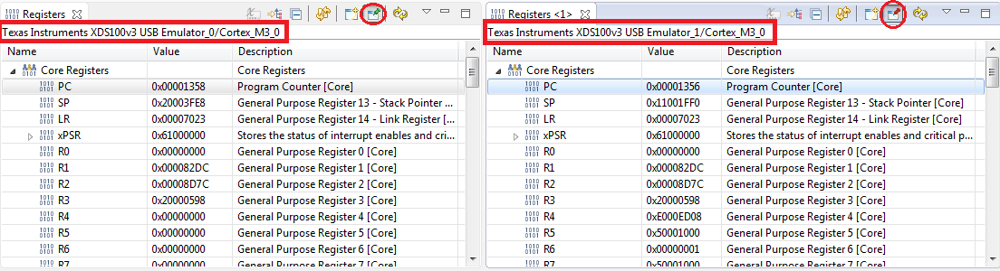 Registers
Texas Instruments XDS100v3 USB Emulator_0/Cortex_M3_0
Name Value Description
Core Registers Core Registers
PC 0x00001358 Program Counter [Core]
SP 0x20003FE8 General Purpose Register 13 - Stack Pointer ...
LR 0x00007023 General Purpose Register 14 - Link Register [...
xPSR 0x61000000 Stores the status of interrupt enables and cri...
R0 0x00000000 General Purpose Register 0 [Core]
R1 0x000082DC General Purpose Register 1 [Core]
R2 0x00008D7C General Purpose Register 2 [Core]
R3 0x20000598 General Purpose Register 3 [Core]
R4 0x00000000 General Purpose Register 4 [Core]
R5 0x00000000 General Purpose Register 5 [Core]
R6 0x00000000 General Purpose Register 6 [Core]
R7 0x00000000 General Purpose Register 7 [Core]
Registers <1>
Texas Instruments XDS100v3 USB Emulator_1/Cortex_M3_0
Name Value Description
Core Registers Core Registers
PC 0x00001356 Program Counter [Core]
SP 0x11001FF0 General Purpose Register 13 - Stack Pointer [Core]
LR 0x00007023 General Purpose Register 14 - Link Register [Core]
xPSR 0x61000000 Stores the status of interrupt enables and critical p...
R0 0x00000000 General Purpose Register 0 [Core]
R1 0x000082DC General Purpose Register 1 [Core]
R2 0x00008D7C General Purpose Register 2 [Core]
R3 0x20000598 General Purpose Register 3 [Core]
R4 0xE000ED08 General Purpose Register 4 [Core]
R5 0x50001000 General Purpose Register 5 [Core]
R6 0x00000001 General Purpose Register 6 [Core]
R7 0x50001000 General Purpose Register 7 [Core]